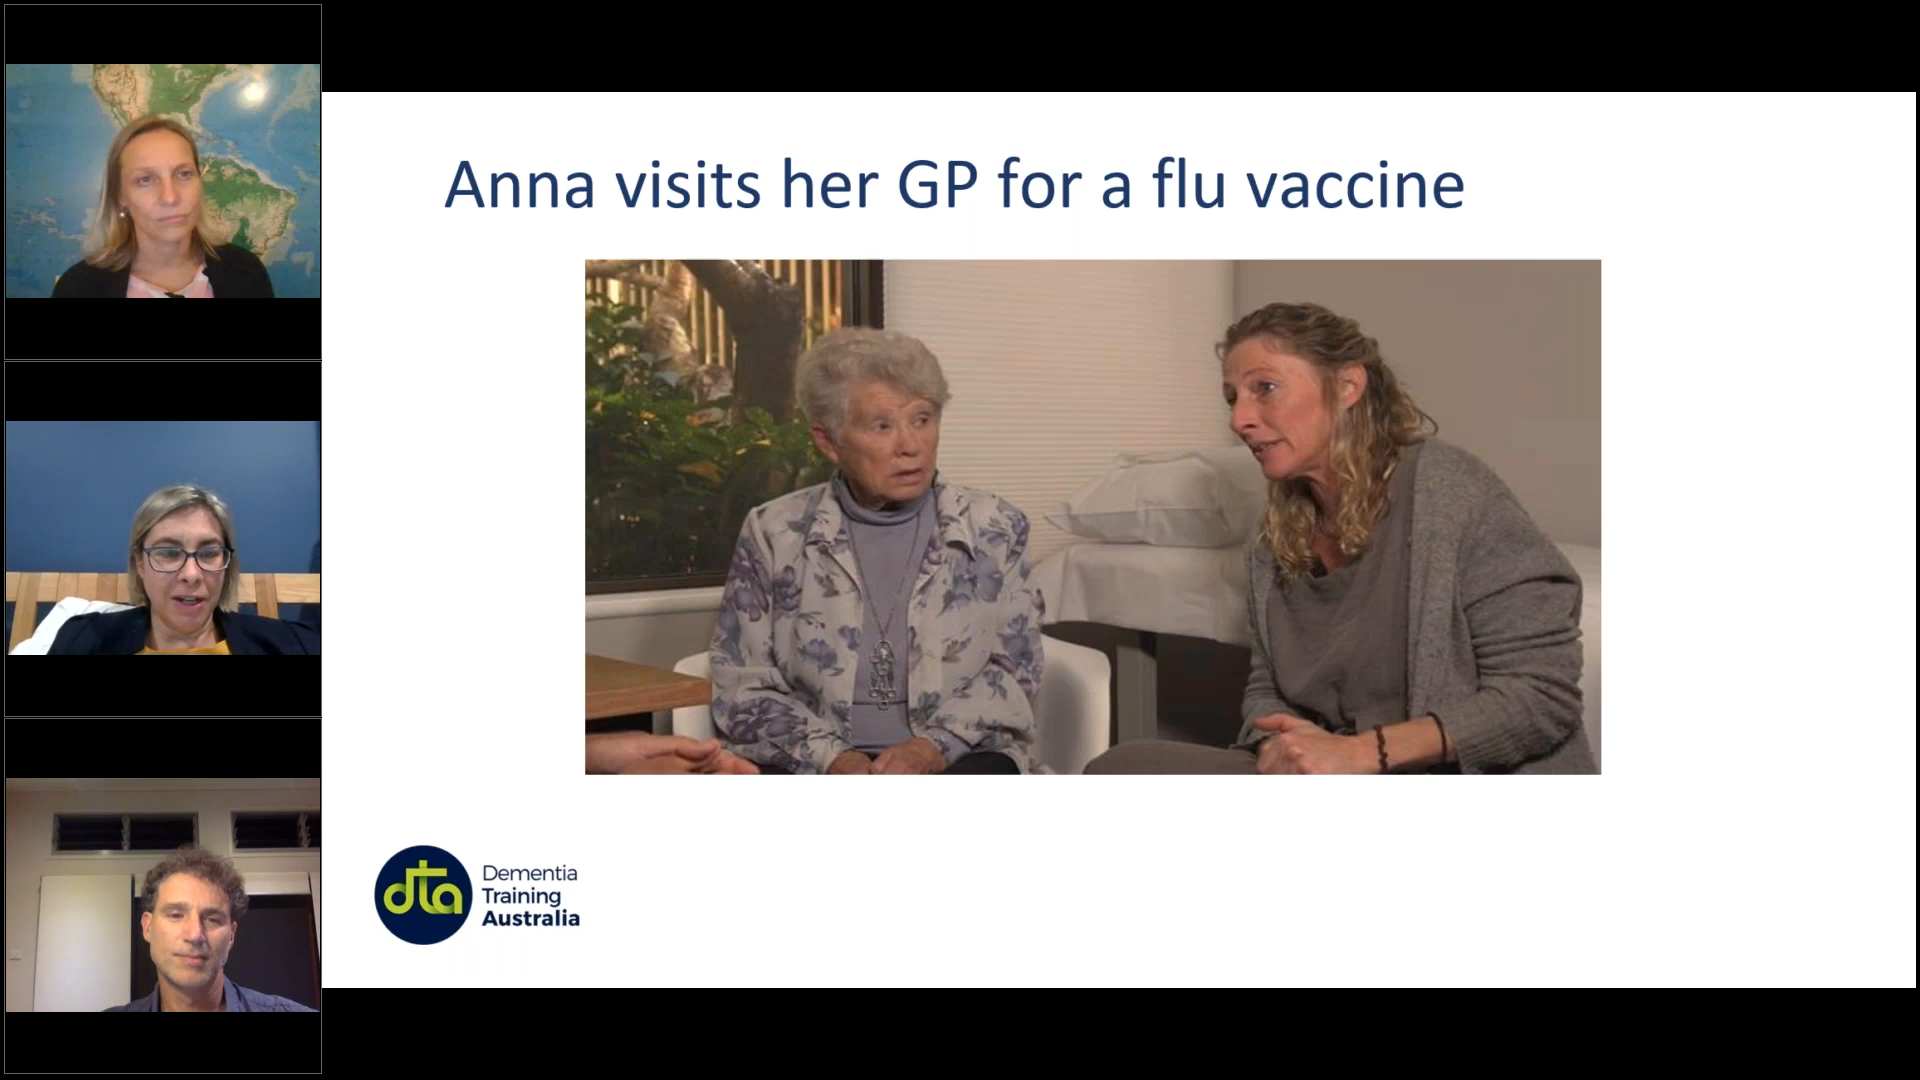 Anna visits her GP for a flu vaccine
dta
Dementia
Training
Australia